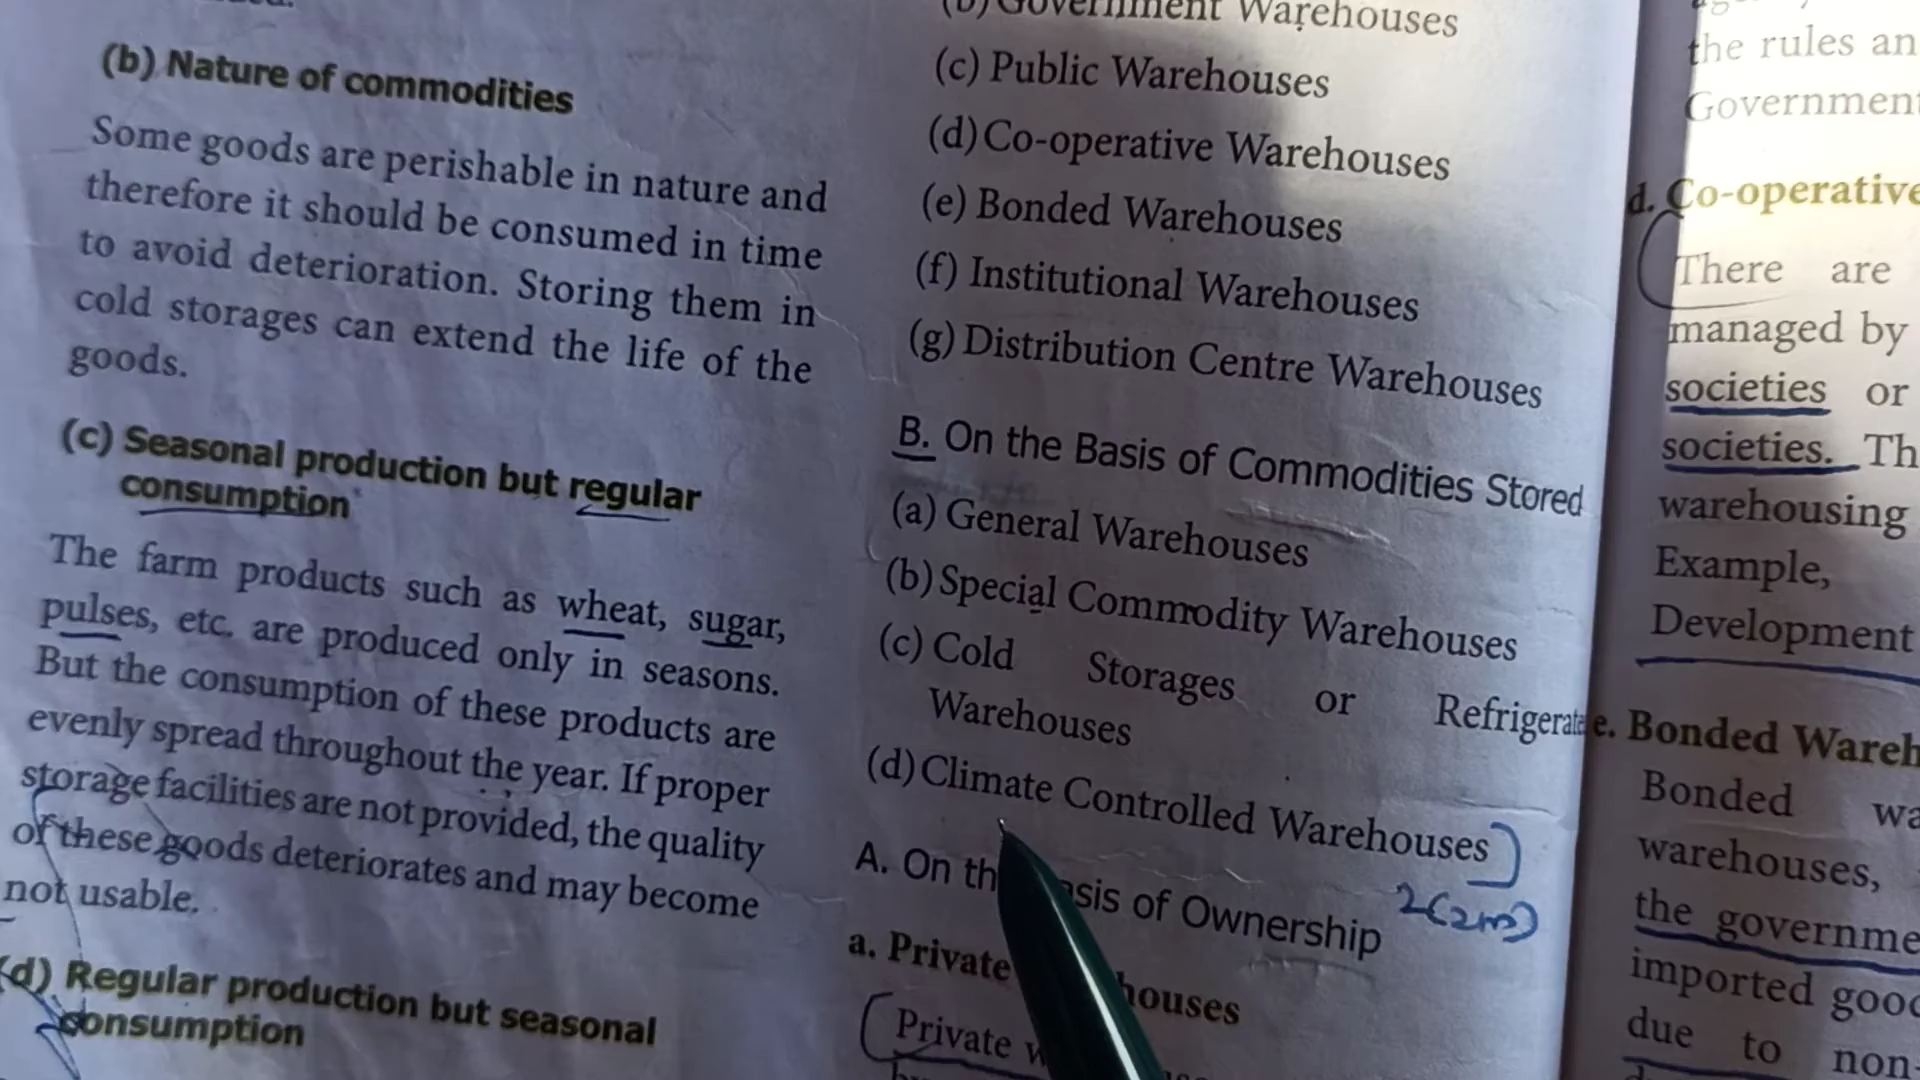 (b) Nature of commodities
Some goods are perishable in nature and
therefore it should be consumed in time
to avoid deterioration. Storing them in
cold storages can extend the life of the
goods.
(c) Seasonal production but regular
consumption
The farm products such as wheat, sugar,
pulses, etc. are produced only in seasons.
But the consumption of these products are
evenly spread throughout the year. If proper
storage facilities are not provided, the quality
of these goods deteriorates and may become
not usable.
(d) Regular production but seasonal
consumption
(b) Government Warehouses
(c) Public Warehouses
(d) Co-operative Warehouses
(e) Bonded Warehouses
(f) Institutional Warehouses
(g) Distribution Centre Warehouses
B. On the Basis of Commodities Stored
(a) General Warehouses
(b) Special Commodity Warehouses
(c) Cold Storages or Refrigerate
Warehouses
(d) Climate Controlled Warehouses
A. On th asis of Ownership
2(2m)
a. Private houses
Private w
the rules an
Government
d. Co-operative
There are
managed by
societies or
societies. Th
warehousing
Example,
Development
e. Bonded Wareh
Bonded wa
warehouses,
the governme
imported good
due to non-